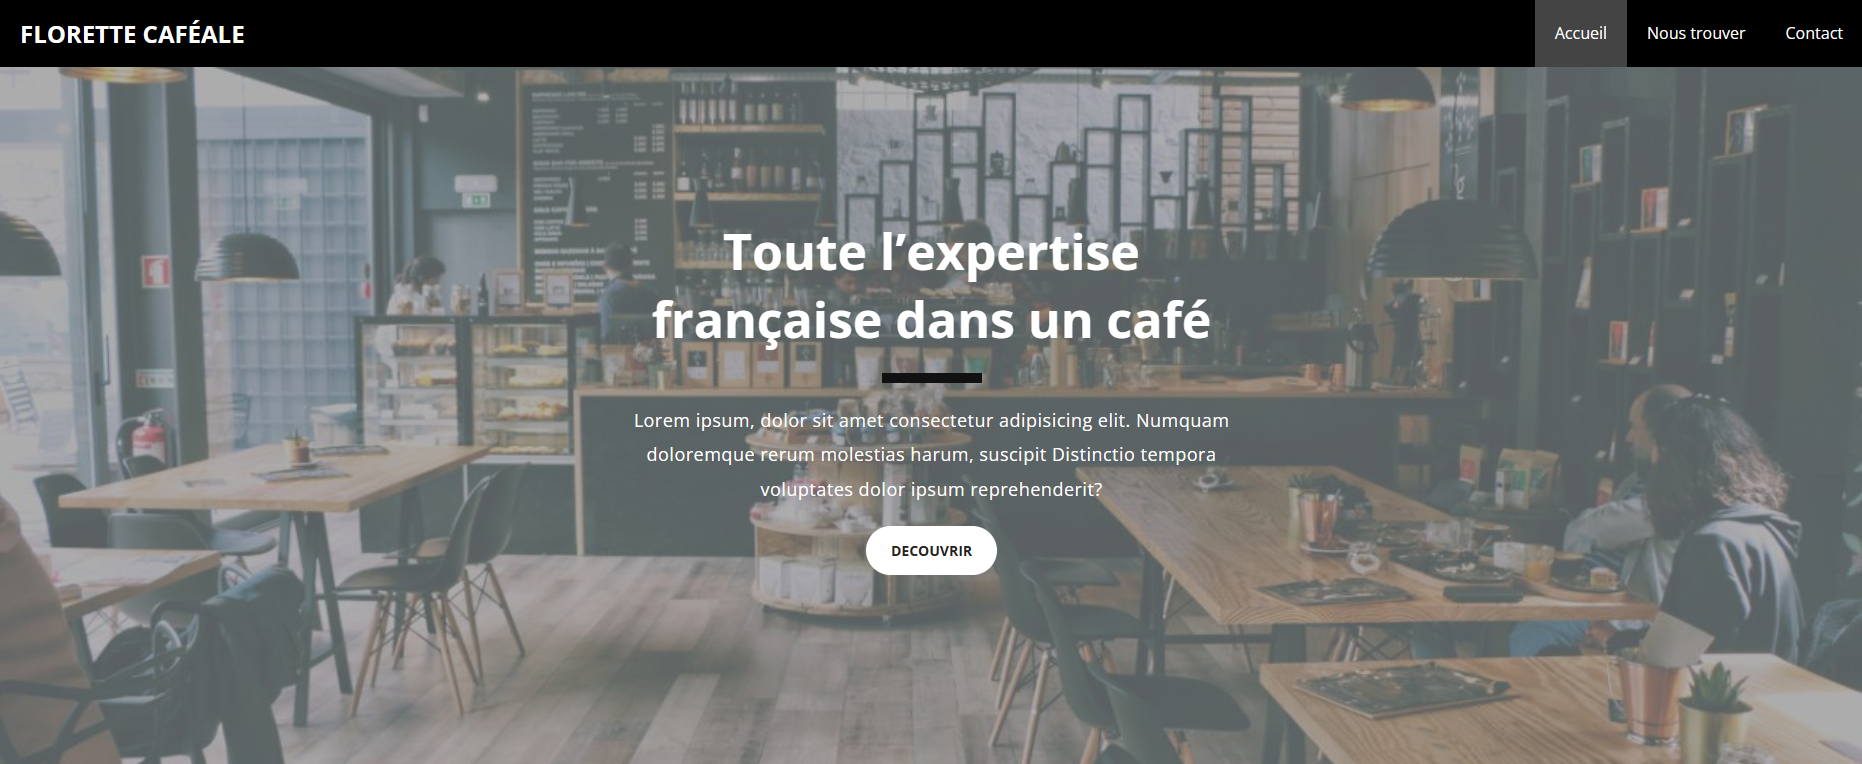 FLORETTE CAFÉALE
Accueil
Nous trouver
Contact
Toute l’expertise
française dans un café
Lorem ipsum, dolor sit amet consectetur adipisicing elit. Numquam
doloremque rerum molestias harum, suscipit Distinctio tempora
voluptates dolor ipsum reprehenderit?
DECOUVRIR